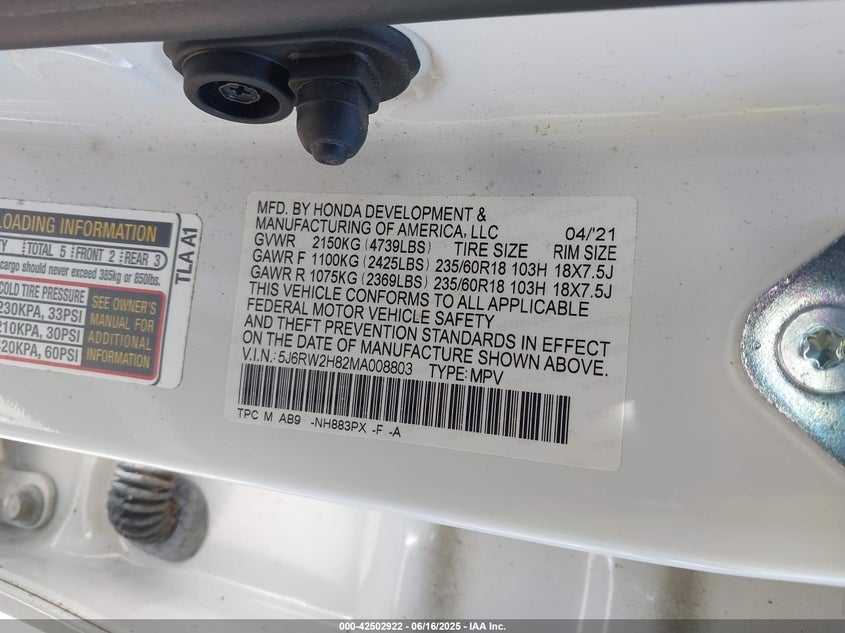 LOADING INFORMATION
TOTAL 5 FRONT 2 REAR 3
cargo should never exceed 385kg or 850lbs.
COLD TIRE PRESSURE
230KPA, 33PSI
210KPA, 30PSI
420KPA, 60PSI
SEE OWNER'S
MANUAL FOR
ADDITIONAL
INFORMATION
TLA A1
MFD. BY HONDA DEVELOPMENT &
MANUFACTURING OF AMERICA, LLC 04/'21
GVWR 2150KG (4739LBS) TIRE SIZE RIM SIZE
GAWR F 1100KG (2425LBS) 235/60R18 103H 18X7.5J
GAWR R 1075KG (2369LBS) 235/60R18 103H 18X7.5J
THIS VEHICLE CONFORMS TO ALL APPLICABLE
FEDERAL MOTOR VEHICLE SAFETY
AND THEFT PREVENTION STANDARDS IN EFFECT
ON THE DATE OF MANUFACTURE SHOWN ABOVE.
V.I.N.: 5J6RW2H82MA008803 TYPE: MPV
TPC M AB9 -NH883PX -F -A
000-42502922 - 06/16/2025 - IAA Inc.